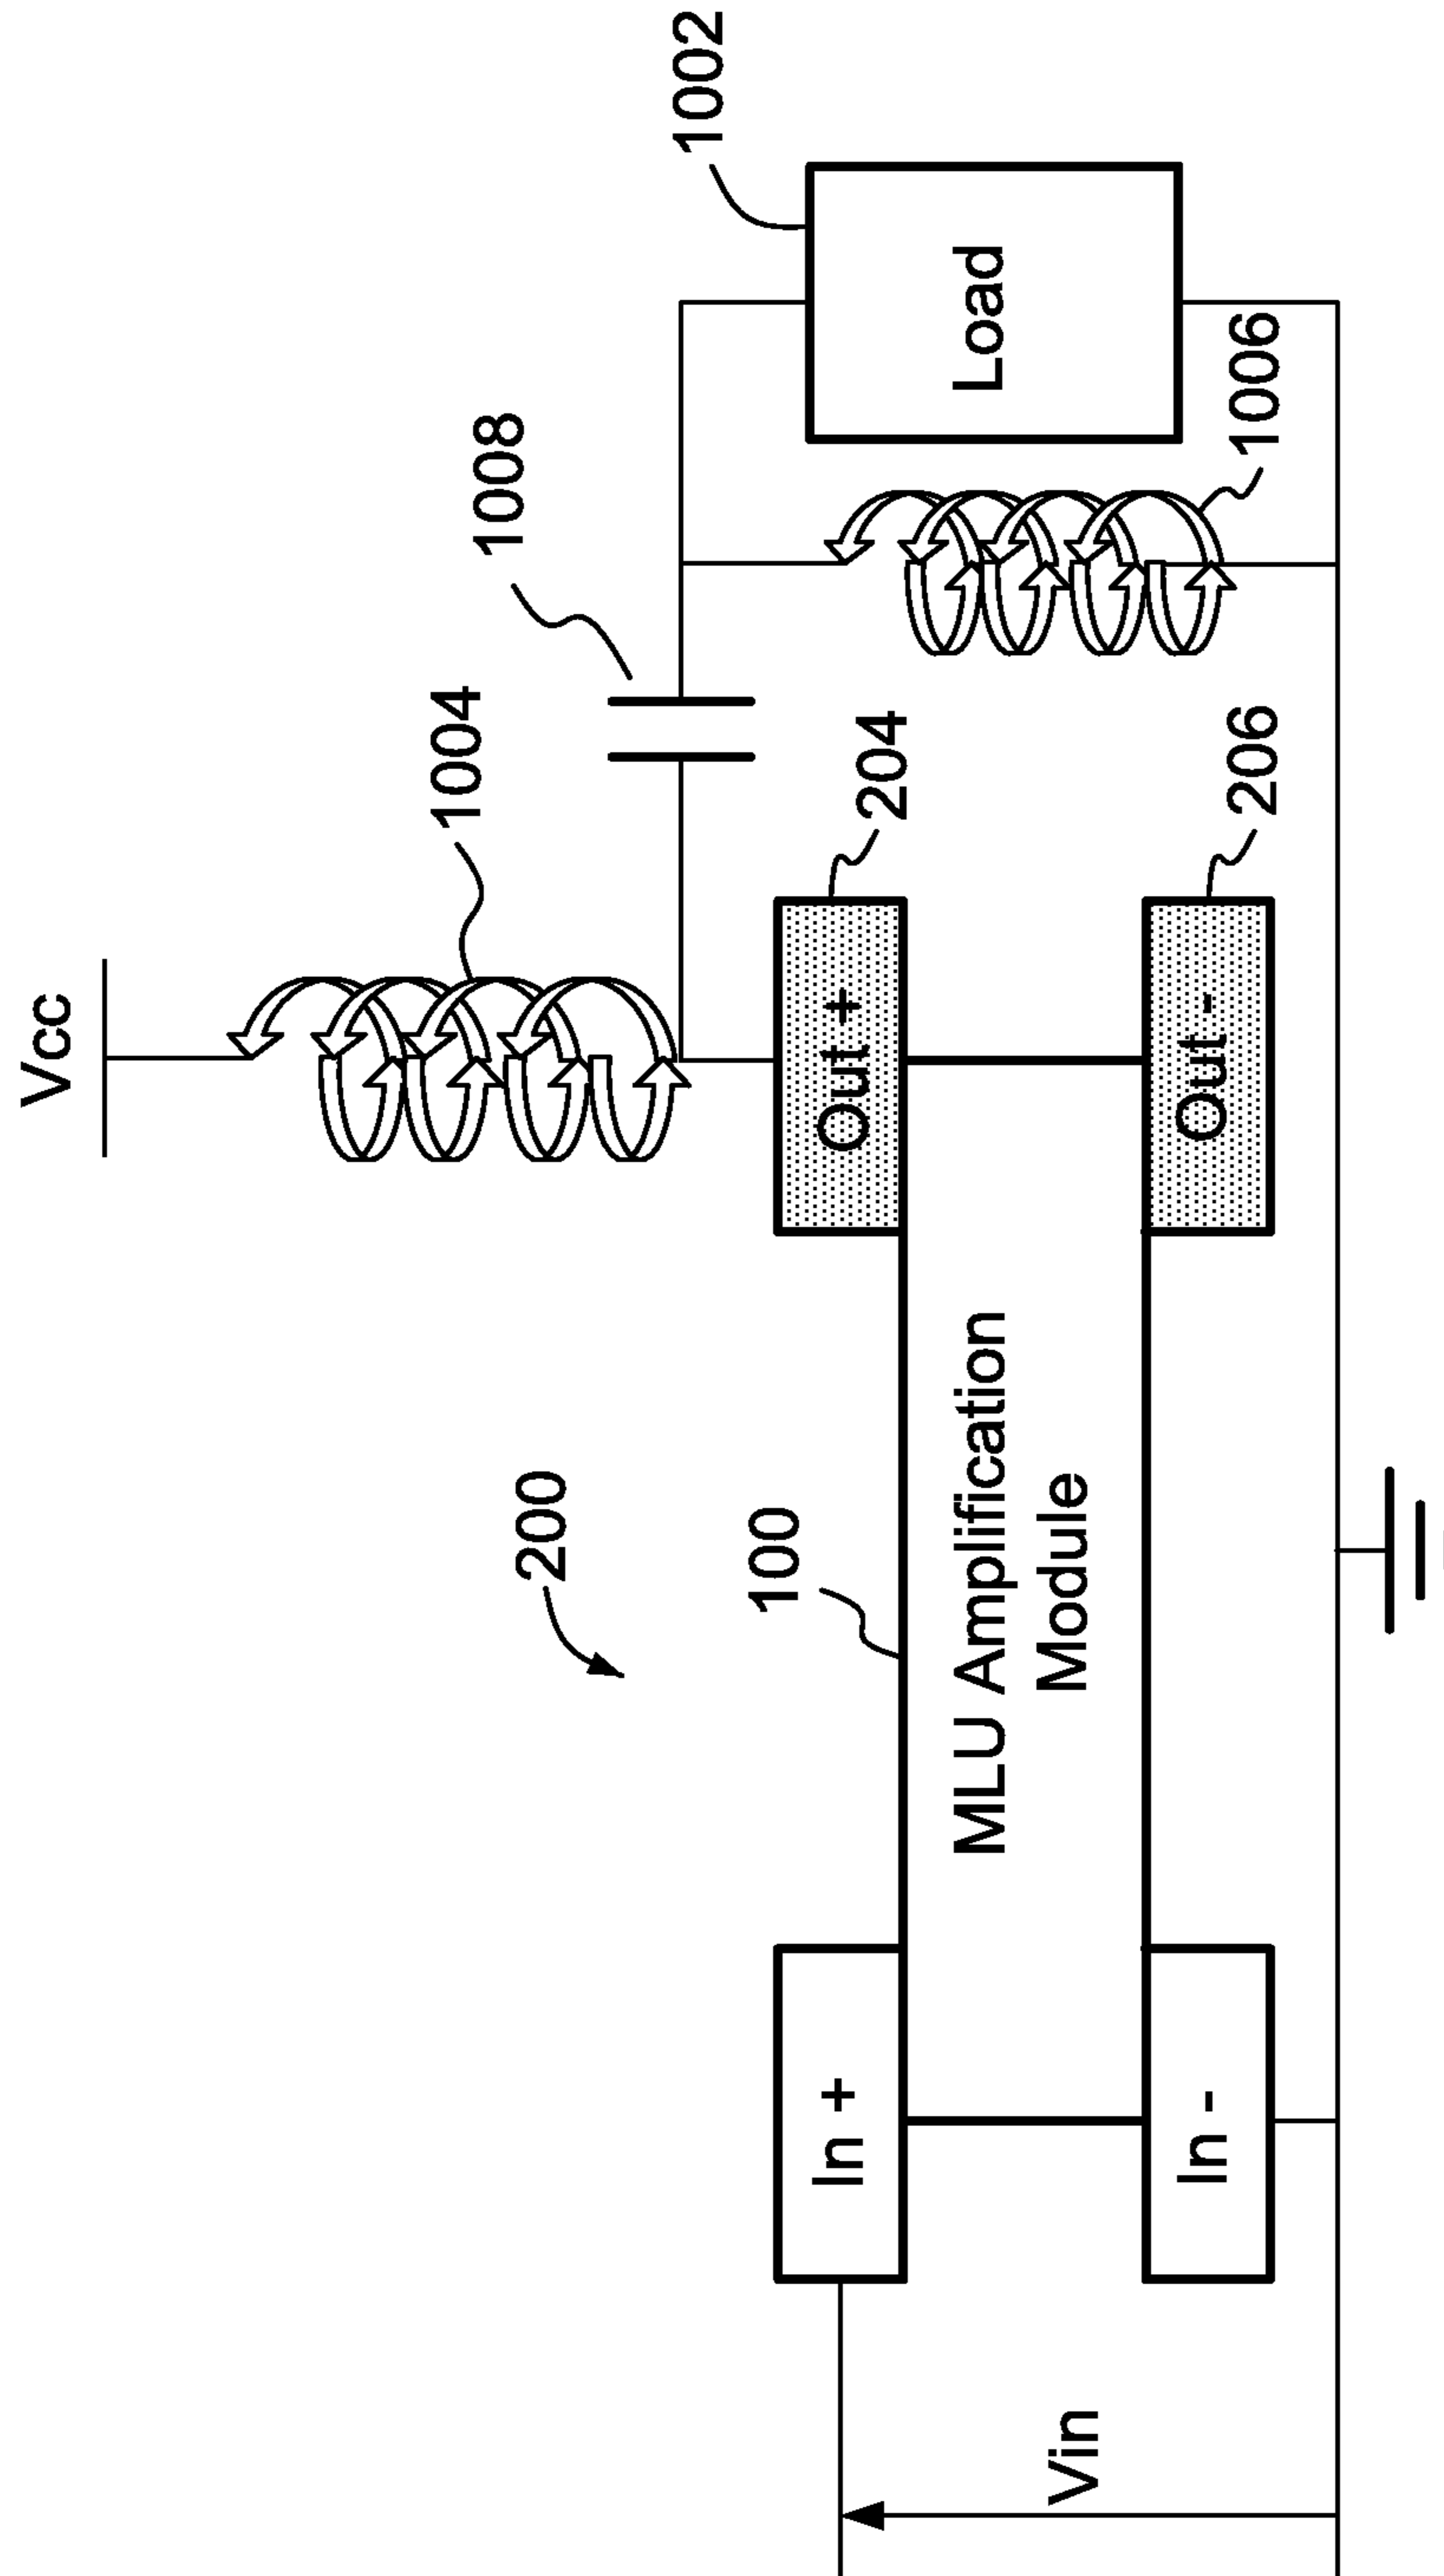 Vcc
1004
1008
1002
200
100
204
In +
Out +
Load
MLU Amplification
Module
Vin
In -
Out -
206
1006